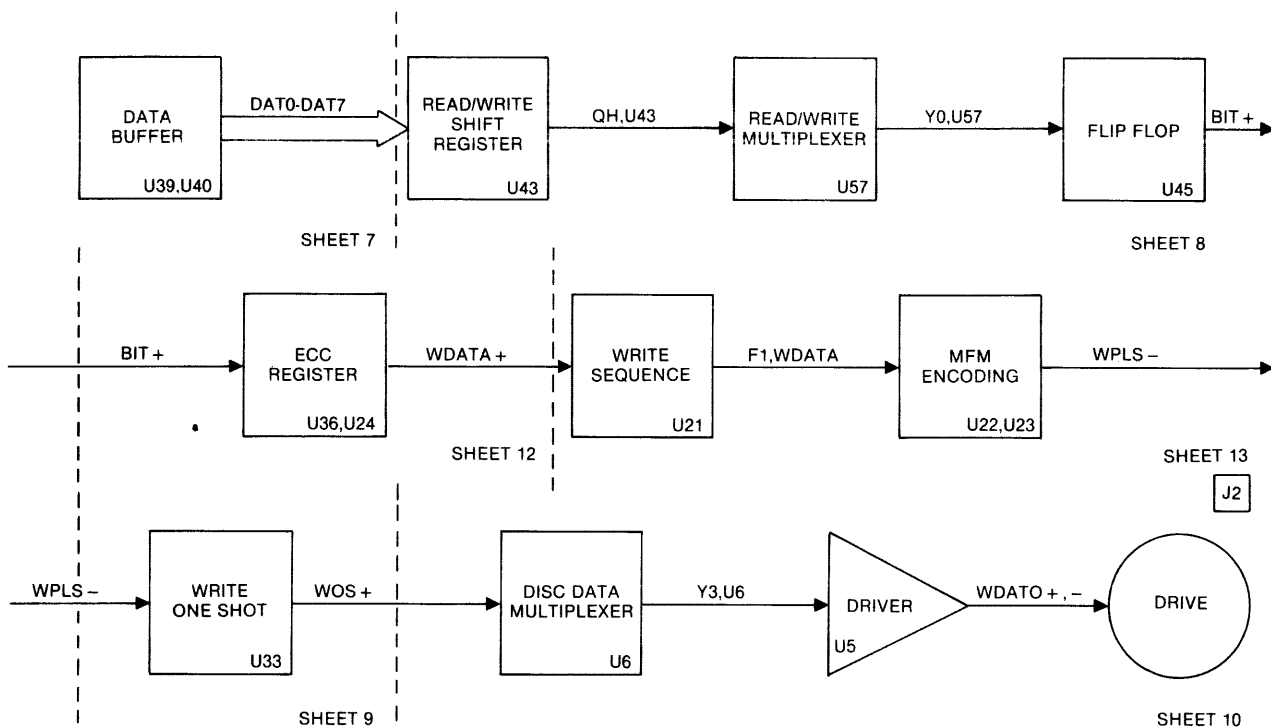 DATA
BUFFER
U39,U40
DAT0-DAT7
READ/WRITE
SHIFT
REGISTER
U43
QH,U43
READ/WRITE
MULTIPLEXER
U57
Y0,U57
FLIP FLOP
U45
BIT +
SHEET 7
SHEET 8
BIT +
ECC
REGISTER
U36,U24
WDATA +
WRITE
SEQUENCE
U21
F1,WDATA
MFM
ENCODING
U22,U23
WPLS −
SHEET 12
SHEET 13
J2
WPLS −
WRITE
ONE SHOT
U33
WOS +
DISC DATA
MULTIPLEXER
U6
Y3,U6
DRIVER
U5
WDATO + , −
DRIVE
SHEET 9
SHEET 10